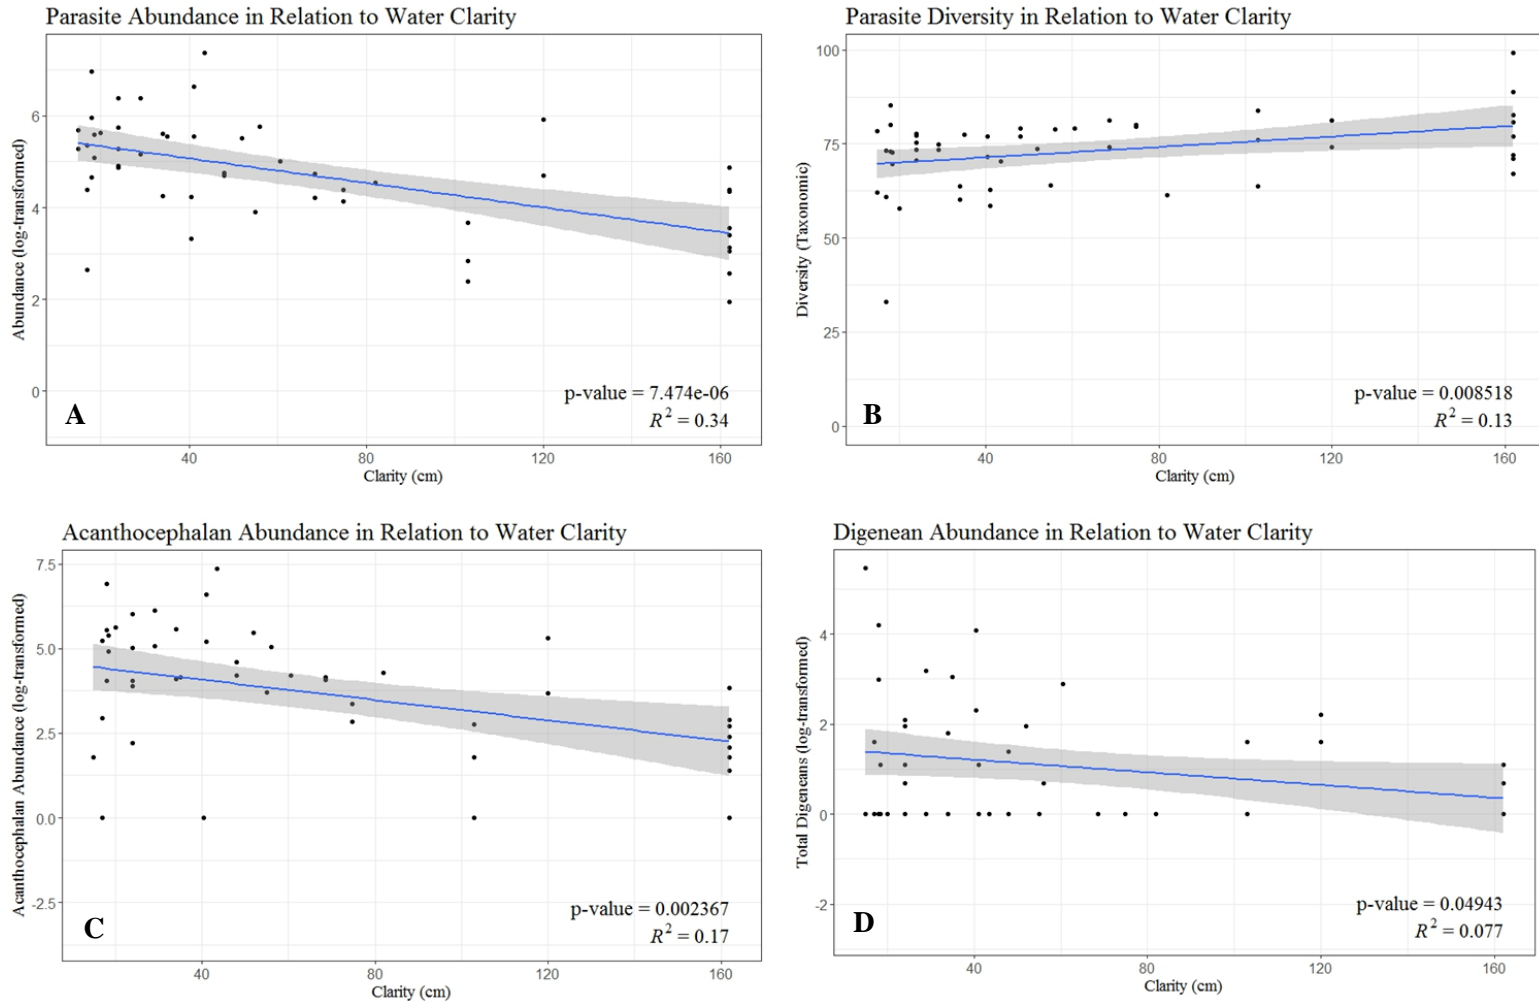 Parasite Abundance in Relation to Water Clarity
Abundance (log-transformed)
6
4
2
0
A
p-value = 7.474e-06
R² = 0.34
40 80 120 160
Clarity (cm)
Parasite Diversity in Relation to Water Clarity
Diversity (Taxonomic)
100
75
50
25
0
B
p-value = 0.008518
R² = 0.13
40 80 120 160
Clarity (cm)
Acanthocephalan Abundance in Relation to Water Clarity
Acanthocephalan Abundance (log-transformed)
7.5
5.0
2.5
0.0
-2.5
C
p-value = 0.002367
R² = 0.17
40 80 120 160
Clarity (cm)
Digenean Abundance in Relation to Water Clarity
Total Digeneans (log-transformed)
4
2
0
-2
D
p-value = 0.04943
R² = 0.077
40 80 120 160
Clarity (cm)